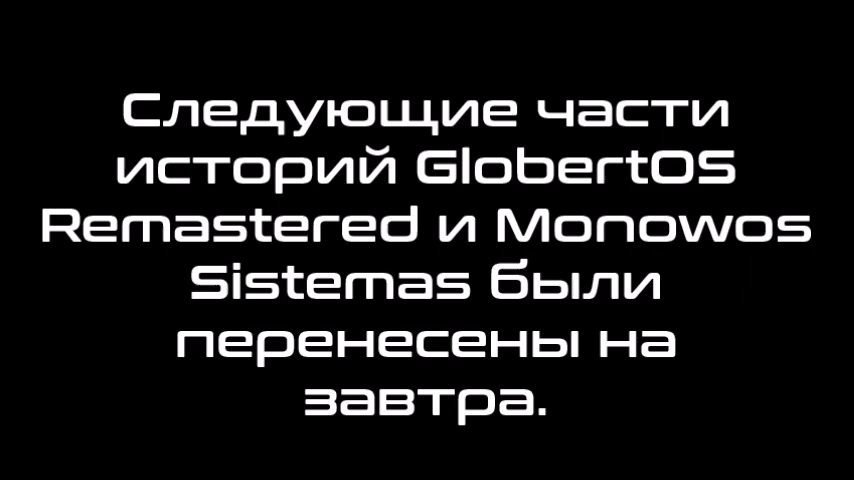 Следующие части
историй GlobertOS
Remastered и Monowos
Sistemas были
перенесены на
завтра.